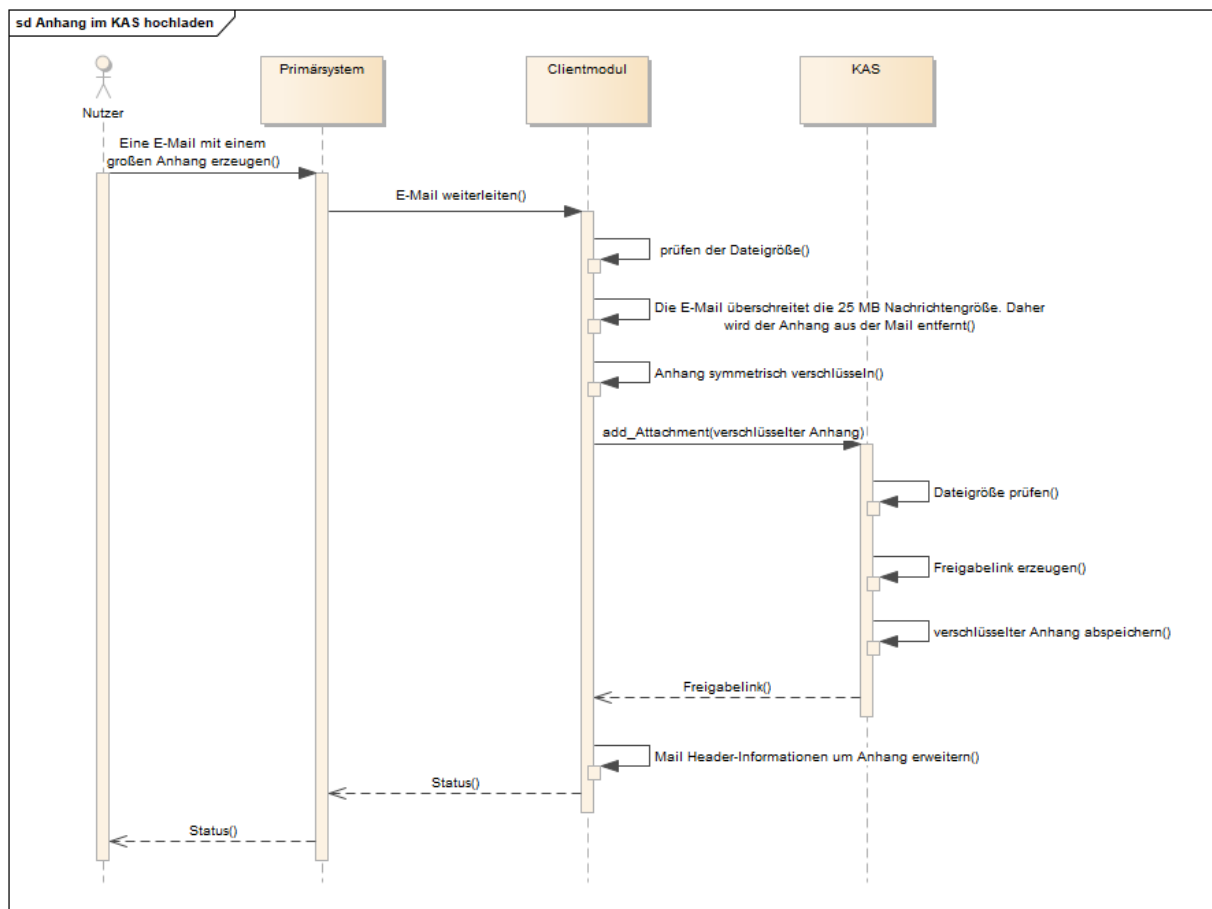 sd Anhang im KAS hochladen
Nutzer
Primärsystem
Clientmodul
KAS
Eine E-Mail mit einem
großen Anhang erzeugen()
E-Mail weiterleiten()
prüfen der Dateigröße()
Die E-Mail überschreitet die 25 MB Nachrichtengröße. Daher
wird der Anhang aus der Mail entfernt()
Anhang symmetrisch verschlüsseln()
add_Attachment(verschlüsselter Anhang)
Dateigröße prüfen()
Freigabelink erzeugen()
verschlüsselter Anhang abspeichern()
Freigabelink()
Mail Header-Informationen um Anhang erweitern()
Status()
Status()